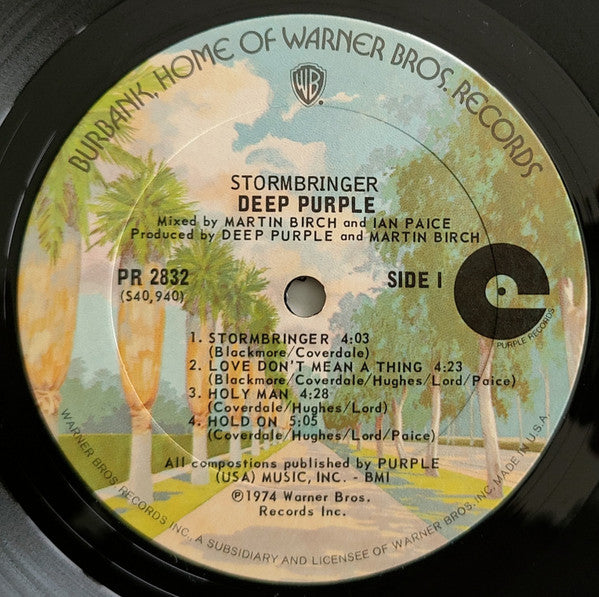 BURBANK, HOME OF WARNER BROS. RECORDS
WB
STORMBRINGER
DEEP PURPLE
Mixed by MARTIN BIRCH and IAN PAICE
Produced by DEEP PURPLE and MARTIN BIRCH
PR 2832
(S40,940)
SIDE 1
PURPLE RECORDS
1. STORMBRINGER 4:03
(Blackmore/Coverdale)
2. LOVE DON'T MEAN A THING 4:23
(Blackmore/Coverdale/Hughes/Lord/Paice)
3. HOLY MAN 4:28
(Coverdale/Hughes/Lord)
4. HOLD ON 5:05
(Coverdale/Hughes/Lord/Paice)
All compostions published by PURPLE
(USA) MUSIC, INC. - BMI
℗1974 Warner Bros.
Records Inc.
WARNER BROS. RECORDS INC., A SUBSIDIARY AND LICENSEE OF WARNER BROS. INC. MADE IN U.S.A.